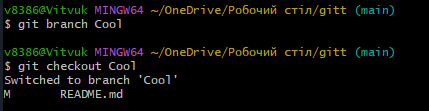 v8386@Vitvuk MINGW64 ~/OneDrive/Робочий стіл/gitt (main)
$ git branch Cool
v8386@Vitvuk MINGW64 ~/OneDrive/Робочий стіл/gitt (main)
$ git checkout Cool
Switched to branch 'Cool'
M       README.md